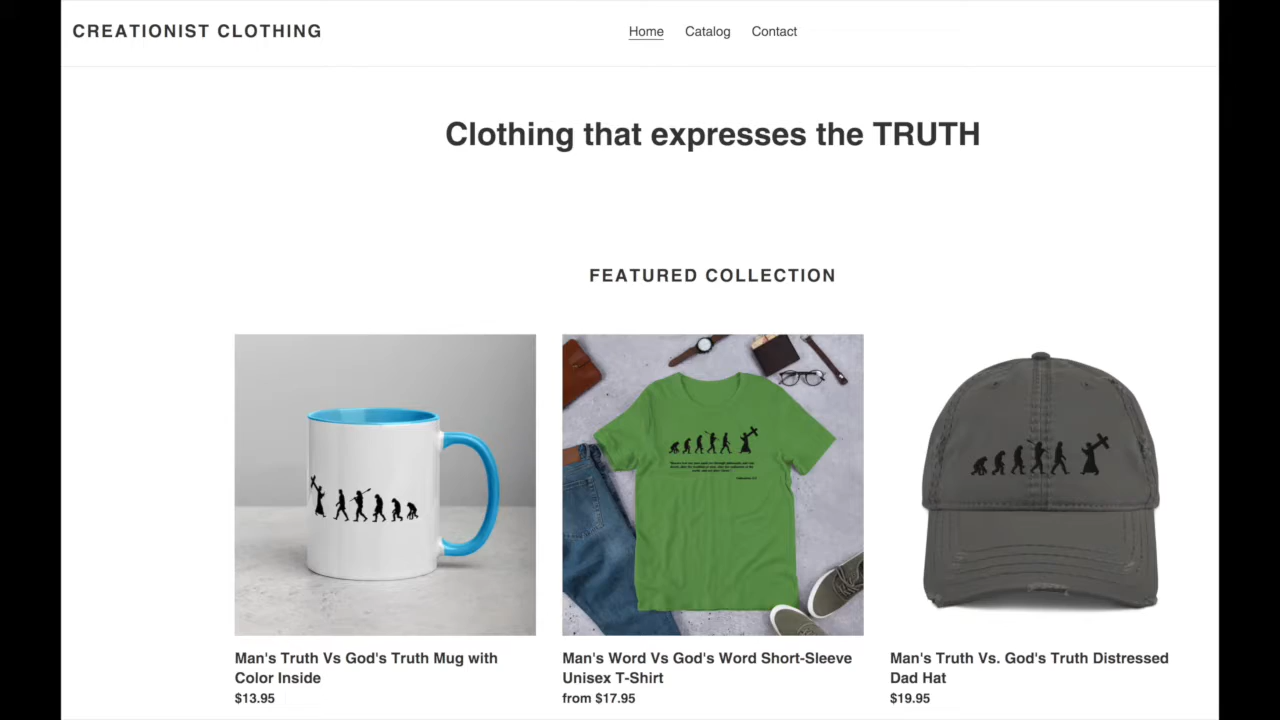 CREATIONIST CLOTHING
Home Catalog Contact
Clothing that expresses the TRUTH
FEATURED COLLECTION
Man's Truth Vs God's Truth Mug with
Color Inside
$13.95
Man's Word Vs God's Word Short-Sleeve
Unisex T-Shirt
from $17.95
Man's Truth Vs. God's Truth Distressed
Dad Hat
$19.95